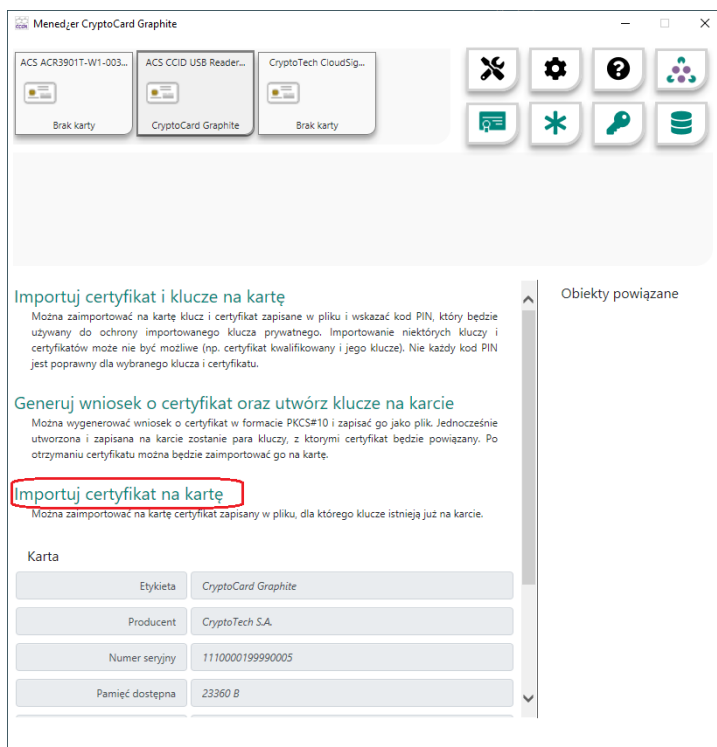 Menedżer CryptoCard Graphite
ACS ACR3901T-W1-003...
Brak karty
ACS CCID USB Reader...
CryptoCard Graphite
CryptoTech CloudSig...
Brak karty
Importuj certyfikat i klucze na kartę
Można zaimportować na kartę klucz i certyfikat zapisane w pliku i wskazać kod PIN, który będzie
używany do ochrony importowanego klucza prywatnego. Importowanie niektórych kluczy i
certyfikatów może nie być możliwe (np. certyfikat kwalifikowany i jego klucze). Nie każdy kod PIN
jest poprawny dla wybranego klucza i certyfikatu.
Generuj wniosek o certyfikat oraz utwórz klucze na karcie
Można wygenerować wniosek o certyfikat w formacie PKCS#10 i zapisać go jako plik. Jednocześnie
utworzona i zapisana na karcie zostanie para kluczy, z ktorymi certyfikat będzie powiązany. Po
otrzymaniu certyfikatu można będzie zaimportować go na kartę.
Importuj certyfikat na kartę
Można zaimportować na kartę certyfikat zapisany w pliku, dla którego klucze istnieją już na karcie.
Karta
Etykieta CryptoCard Graphite
Producent CryptoTech S.A.
Numer seryjny 1110000199990005
Pamięć dostępna 23360 B
Obiekty powiązane